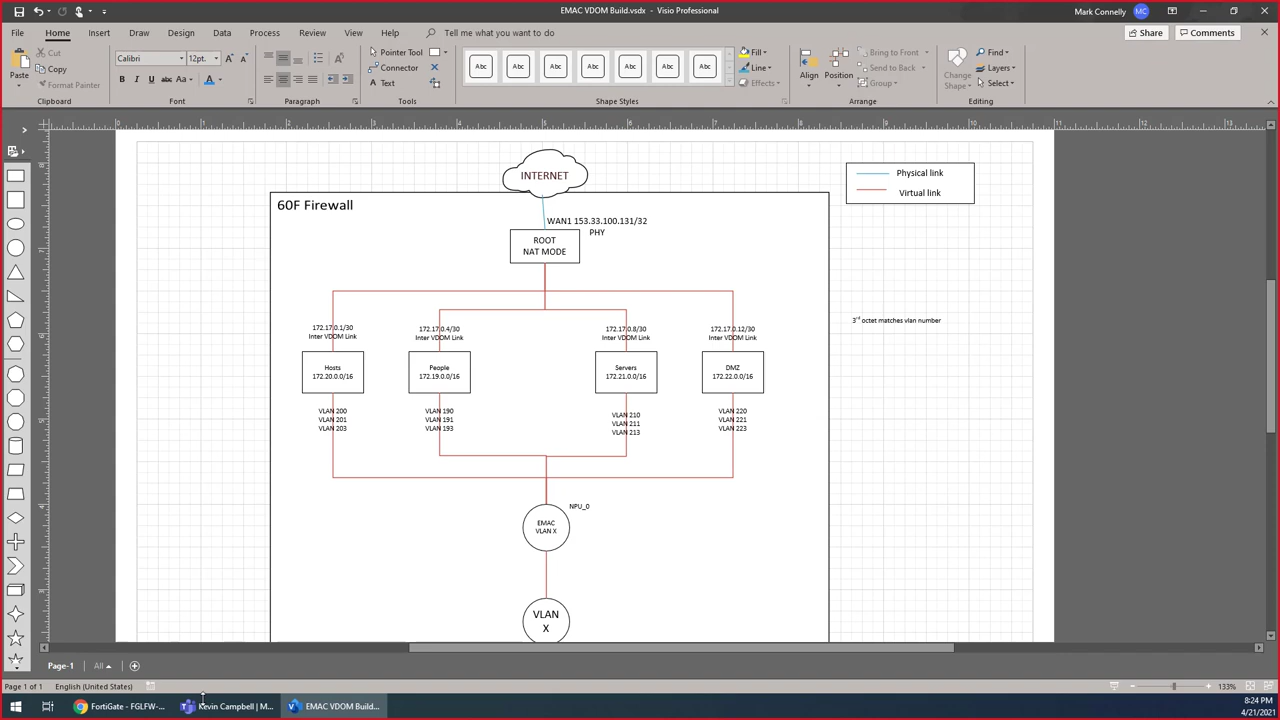 EMAC VDOM Build.vsdx - Visio Professional
Mark Connelly
MC
File
Home
Insert
Draw
Design
Data
Process
Review
View
Help
Tell me what you want to do
Share
Comments
Paste
Cut
Copy
Format Painter
Clipboard
Calibri
12pt.
B I U abc Aa A
Font
Paragraph
Pointer Tool
Connector
Text
Tools
Abc Abc Abc Abc Abc Abc Abc
Fill
Line
Effects
Shape Styles
Align
Position
Bring to Front
Send to Back
Group
Arrange
Change
Shape
Find
Layers
Select
Editing
INTERNET
Physical link
Virtual link
60F Firewall
WAN1 153.33.100.131/32
PHY
ROOT
NAT MODE
172.17.0.1/30
Inter VDOM Link
172.17.0.4/30
Inter VDOM Link
172.17.0.8/30
Inter VDOM Link
172.17.0.12/30
Inter VDOM Link
3rd octet matches vlan number
Hosts
172.20.0.0/16
People
172.19.0.0/16
Servers
172.21.0.0/16
DMZ
172.22.0.0/16
VLAN 200
VLAN 201
VLAN 203
VLAN 190
VLAN 191
VLAN 193
VLAN 210
VLAN 211
VLAN 213
VLAN 220
VLAN 221
VLAN 223
NPU_0
EMAC
VLAN X
VLAN
X
Page-1
All
Page 1 of 1
English (United States)
133%
FortiGate - FGLFW-...
Kevin Campbell | M...
EMAC VDOM Build...
8:24 PM
4/21/2021